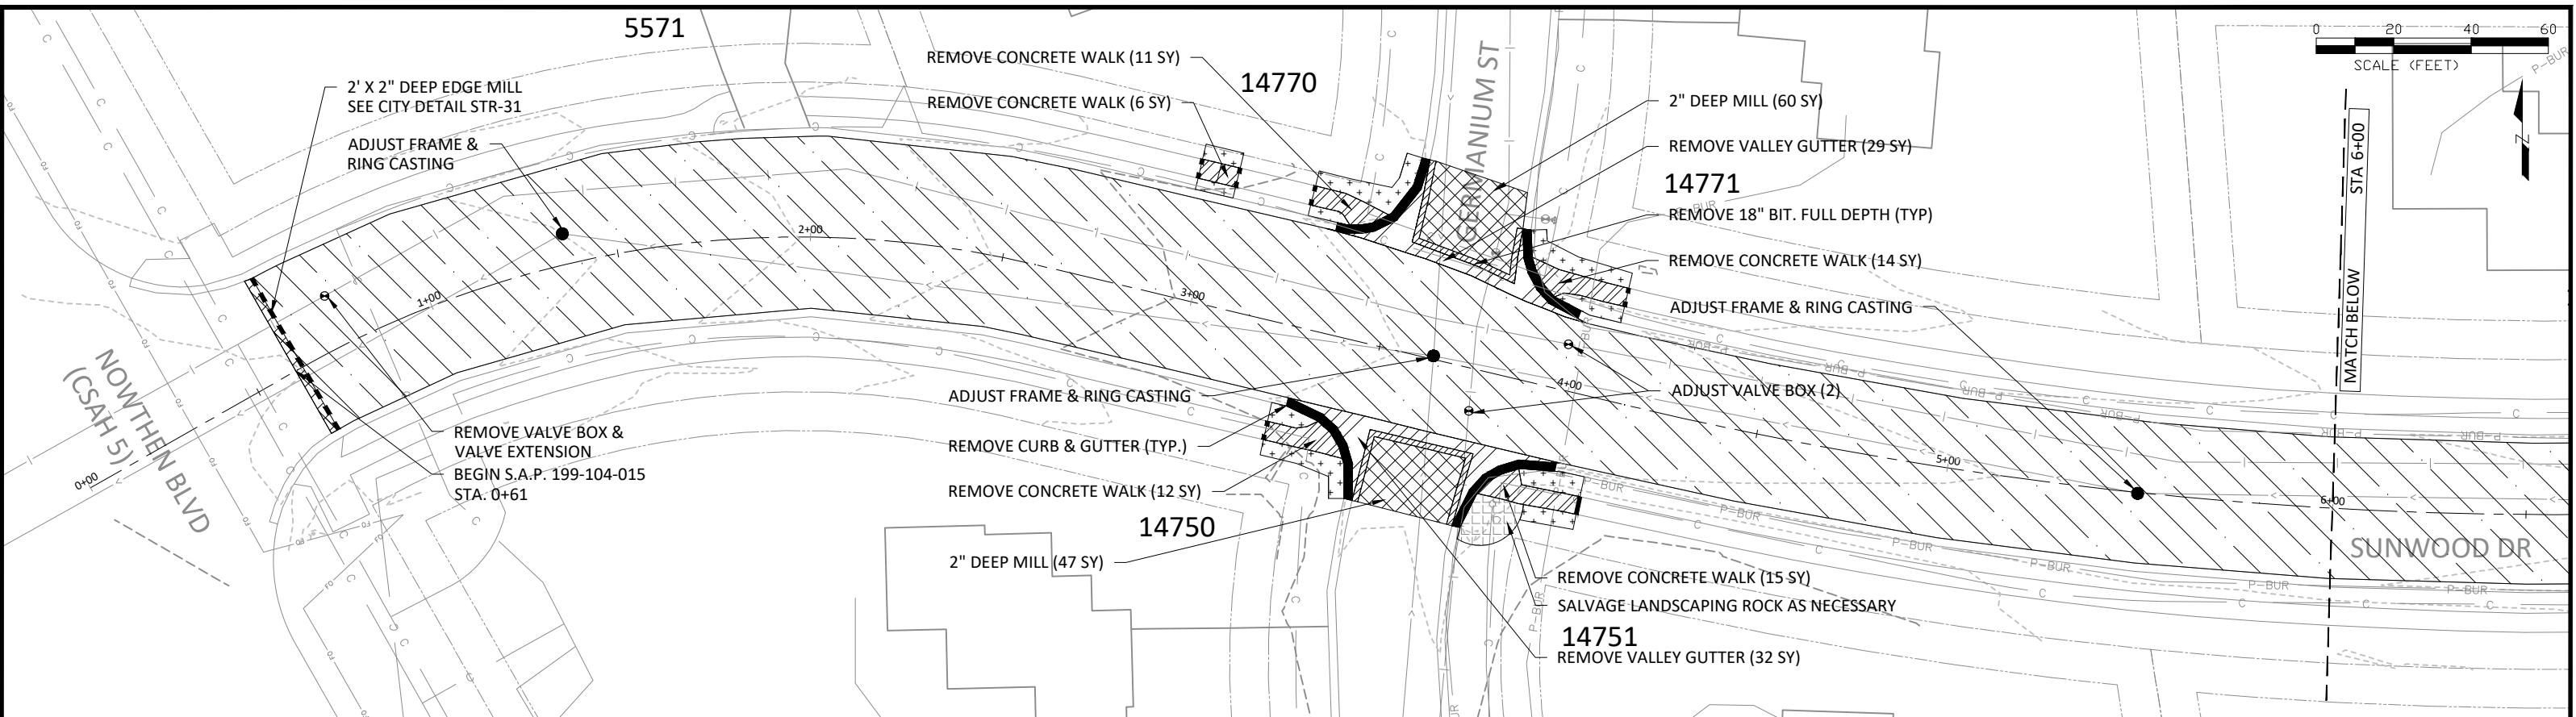 5571
2' X 2" DEEP EDGE MILL
SEE CITY DETAIL STR-31
ADJUST FRAME &
RING CASTING
REMOVE CONCRETE WALK (11 SY)
14770
REMOVE CONCRETE WALK (6 SY)
GERMANIUM ST
2" DEEP MILL (60 SY)
REMOVE VALLEY GUTTER (29 SY)
14771
REMOVE 18" BIT. FULL DEPTH (TYP)
REMOVE CONCRETE WALK (14 SY)
ADJUST FRAME & RING CASTING
ADJUST VALVE BOX (2)
0 20 40 60
SCALE (FEET)
P-BUR
N
MATCH BELOW STA 6+00
0+00
1+00
2+00
3+00
4+00
5+00
6+00
NOWTHEN BLVD
(CSAH 5)
REMOVE VALVE BOX &
VALVE EXTENSION
BEGIN S.A.P. 199-104-015
STA. 0+61
ADJUST FRAME & RING CASTING
REMOVE CURB & GUTTER (TYP.)
REMOVE CONCRETE WALK (12 SY)
14750
2" DEEP MILL (47 SY)
REMOVE CONCRETE WALK (15 SY)
SALVAGE LANDSCAPING ROCK AS NECESSARY
14751
REMOVE VALLEY GUTTER (32 SY)
SUNWOOD DR
P-BUR
P-BUR
P-BUR
P-BUR
P-BUR
P-BUR